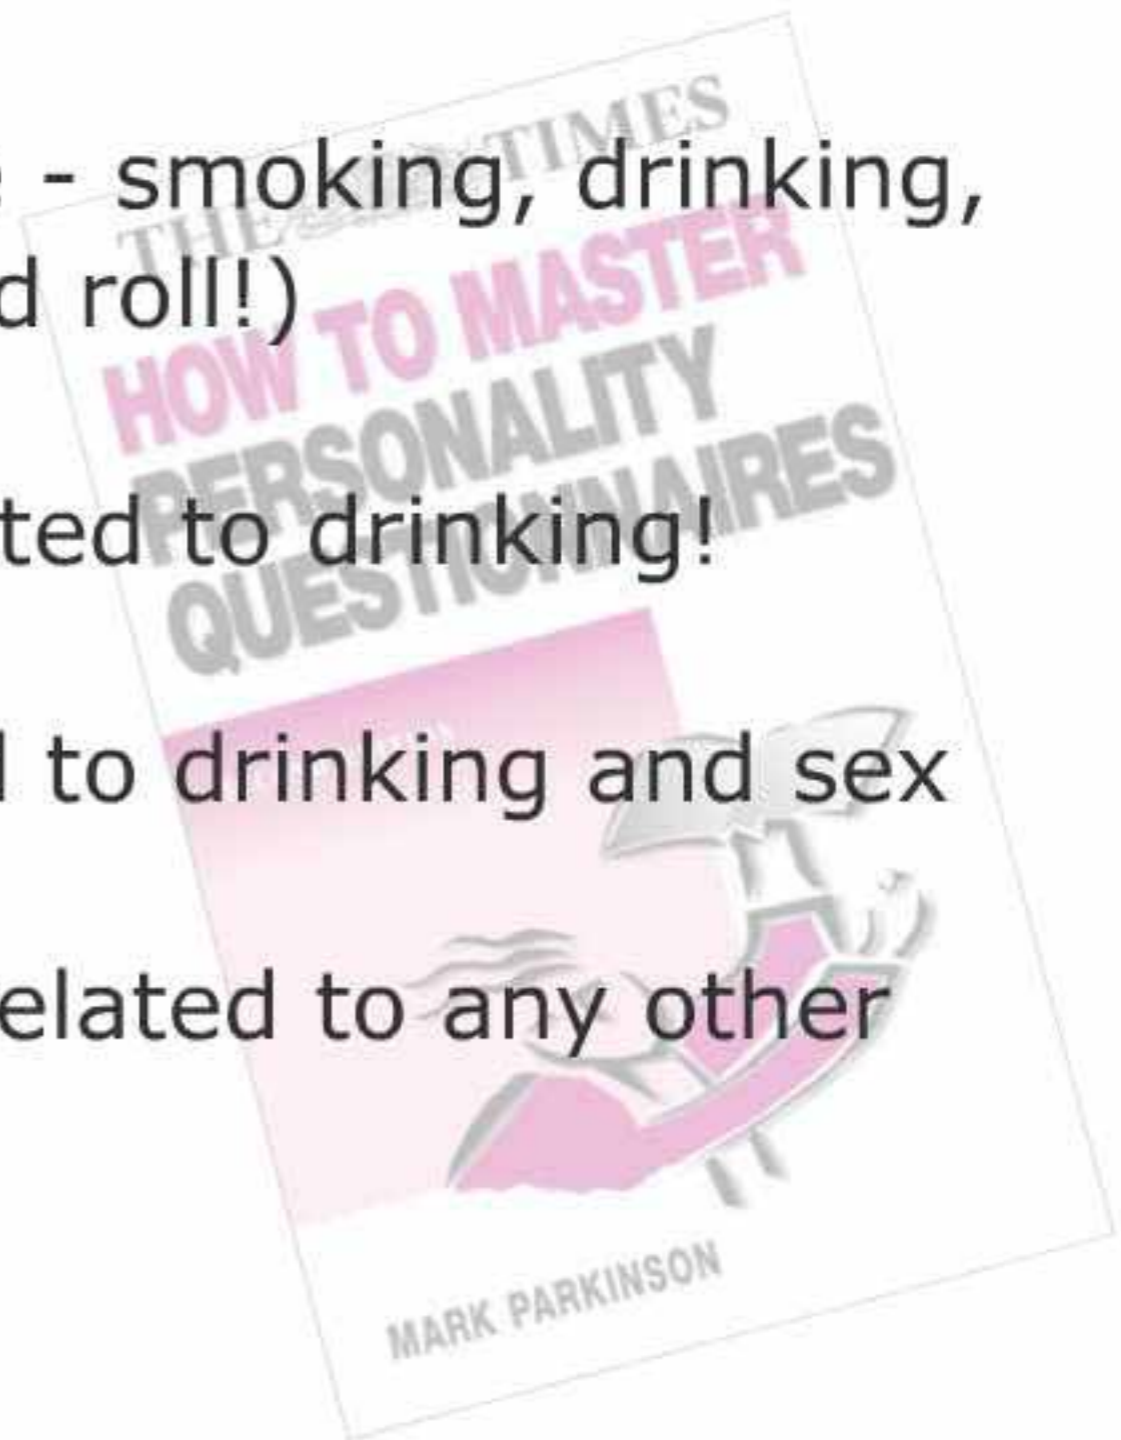 - smoking, drinking,
d roll!)
ted to drinking!
to drinking and sex
elated to any other
THE TIMES
HOW TO MASTER
PERSONALITY
QUESTIONNAIRES
MARK PARKINSON